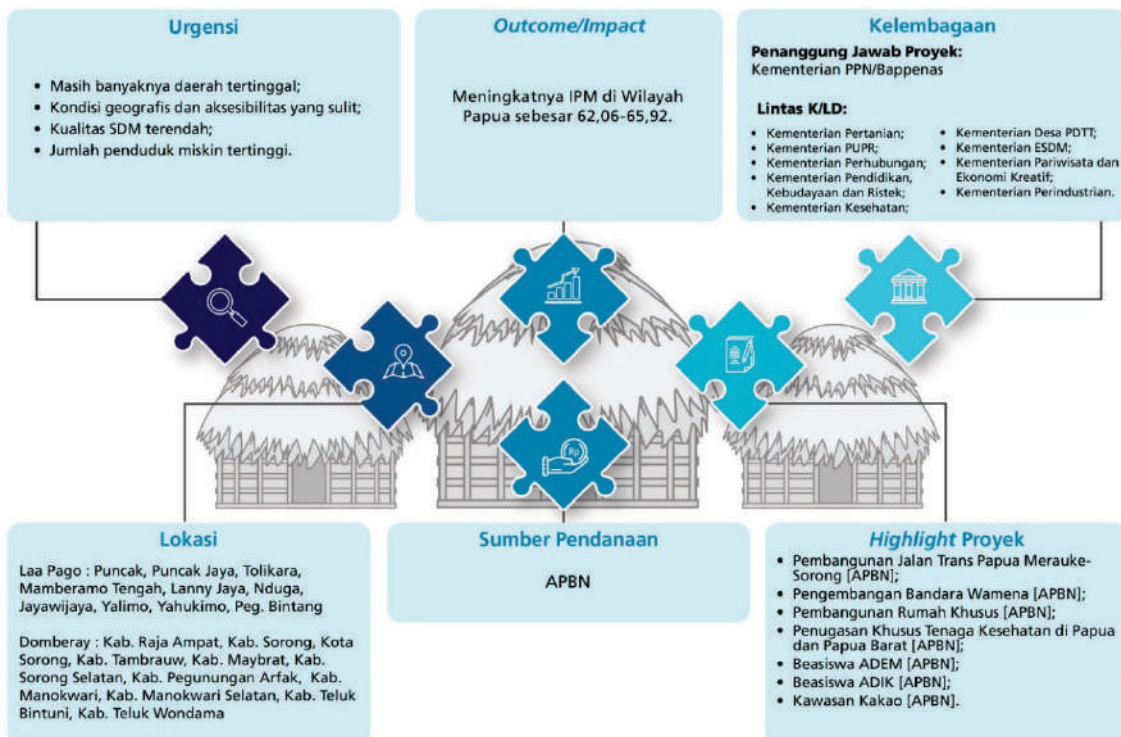 Urgensi
• Masih banyaknya daerah tertinggal;
• Kondisi geografis dan aksesibilitas yang sulit;
• Kualitas SDM terendah;
• Jumlah penduduk miskin tertinggi.
Outcome/Impact
Meningkatnya IPM di Wilayah
Papua sebesar 62,06-65,92.
Kelembagaan
Penanggung Jawab Proyek:
Kementerian PPN/Bappenas
Lintas K/LD:
• Kementerian Pertanian;
• Kementerian PUPR;
• Kementerian Perhubungan;
• Kementerian Pendidikan,
Kebudayaan dan Ristek;
• Kementerian Kesehatan;
• Kementerian Desa PDTT;
• Kementerian ESDM;
• Kementerian Pariwisata dan
Ekonomi Kreatif;
• Kementerian Perindustrian.
Rp
Lokasi
Laa Pago : Puncak, Puncak Jaya, Tolikara,
Mamberamo Tengah, Lanny Jaya, Nduga,
Jayawijaya, Yalimo, Yahukimo, Peg. Bintang
Domberay : Kab. Raja Ampat, Kab. Sorong, Kota
Sorong, Kab. Tambrauw, Kab. Maybrat, Kab.
Sorong Selatan, Kab. Pegunungan Arfak, Kab.
Manokwari, Kab. Manokwari Selatan, Kab. Teluk
Bintuni, Kab. Teluk Wondama
Sumber Pendanaan
APBN
Highlight Proyek
• Pembangunan Jalan Trans Papua Merauke-
Sorong [APBN];
• Pengembangan Bandara Wamena [APBN];
• Pembangunan Rumah Khusus [APBN];
• Penugasan Khusus Tenaga Kesehatan di Papua
dan Papua Barat [APBN];
• Beasiswa ADEM [APBN];
• Beasiswa ADIK [APBN];
• Kawasan Kakao [APBN].